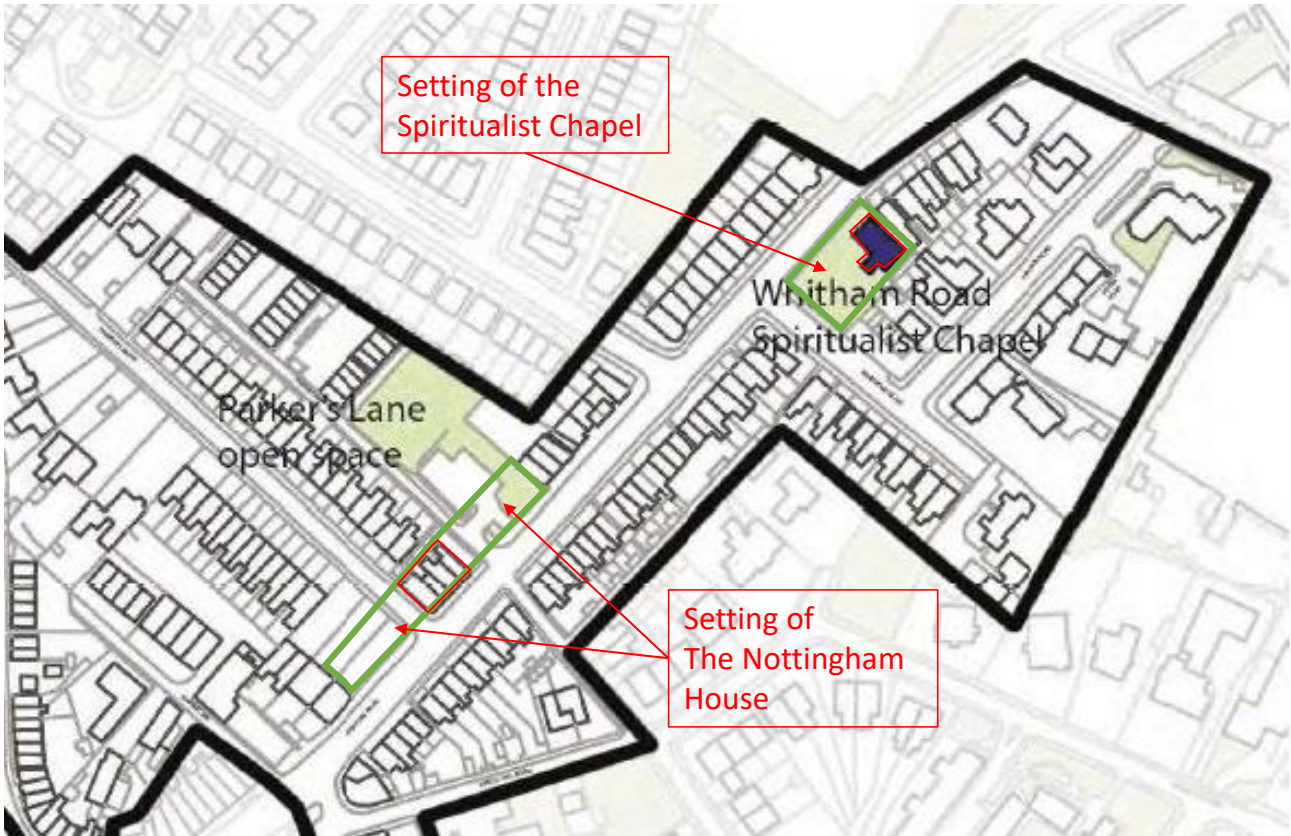 Setting of the
Spiritualist Chapel
Whitham Road
Spiritualist Chapel
Parker's Lane
open space
Setting of
The Nottingham
House